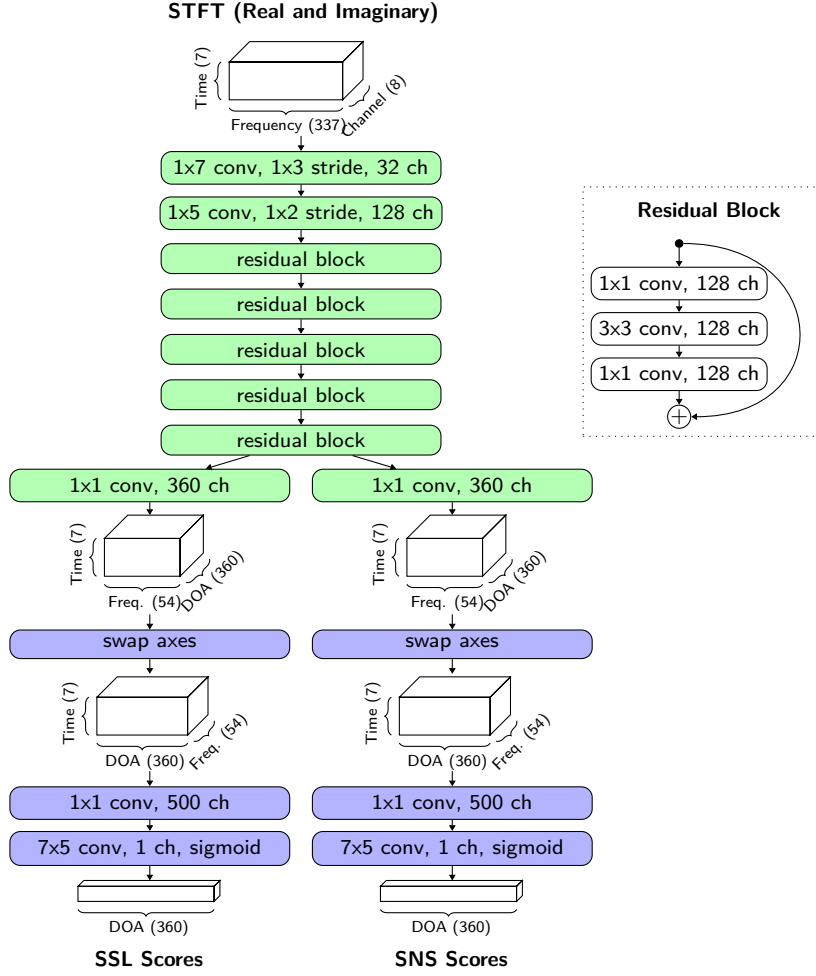 STFT (Real and Imaginary)
Time (7)
Channel (8)
Frequency (337)
1x7 conv, 1x3 stride, 32 ch
1x5 conv, 1x2 stride, 128 ch
residual block
residual block
residual block
residual block
residual block
Residual Block
1x1 conv, 128 ch
3x3 conv, 128 ch
1x1 conv, 128 ch
+
1x1 conv, 360 ch
1x1 conv, 360 ch
Time (7)
DOA (360)
Freq. (54)
Time (7)
DOA (360)
Freq. (54)
swap axes
swap axes
Time (7)
Freq. (54)
DOA (360)
Time (7)
Freq. (54)
DOA (360)
1x1 conv, 500 ch
1x1 conv, 500 ch
7x5 conv, 1 ch, sigmoid
7x5 conv, 1 ch, sigmoid
DOA (360)
DOA (360)
SSL Scores
SNS Scores